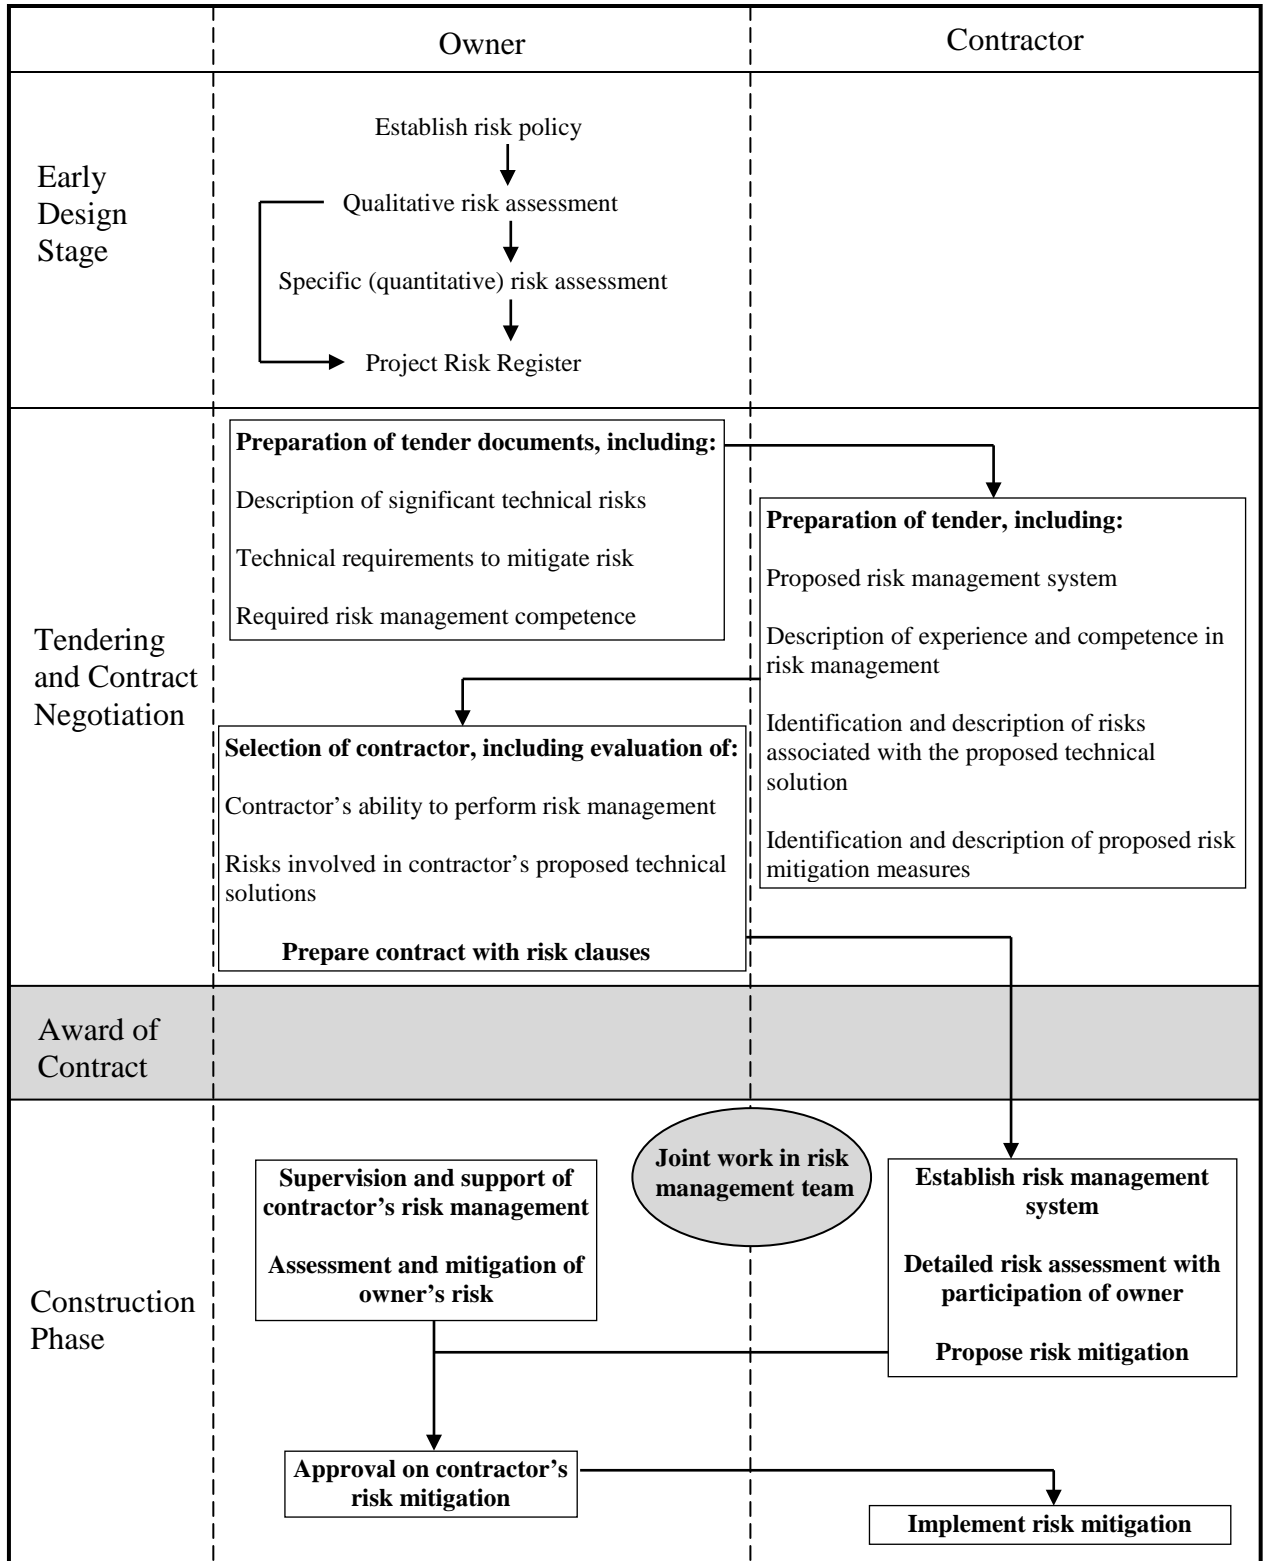 Owner
Contractor
Early
Design
Stage
Establish risk policy
Qualitative risk assessment
Specific (quantitative) risk assessment
Project Risk Register
Tendering
and Contract
Negotiation
Preparation of tender documents, including:
Description of significant technical risks
Technical requirements to mitigate risk
Required risk management competence
Preparation of tender, including:
Proposed risk management system
Description of experience and competence in
risk management
Identification and description of risks
associated with the proposed technical
solution
Identification and description of proposed risk
mitigation measures
Selection of contractor, including evaluation of:
Contractor’s ability to perform risk management
Risks involved in contractor’s proposed technical
solutions
Prepare contract with risk clauses
Award of
Contract
Construction
Phase
Supervision and support of
contractor’s risk management
Assessment and mitigation of
owner’s risk
Joint work in risk
management team
Establish risk management
system
Detailed risk assessment with
participation of owner
Propose risk mitigation
Approval on contractor’s
risk mitigation
Implement risk mitigation